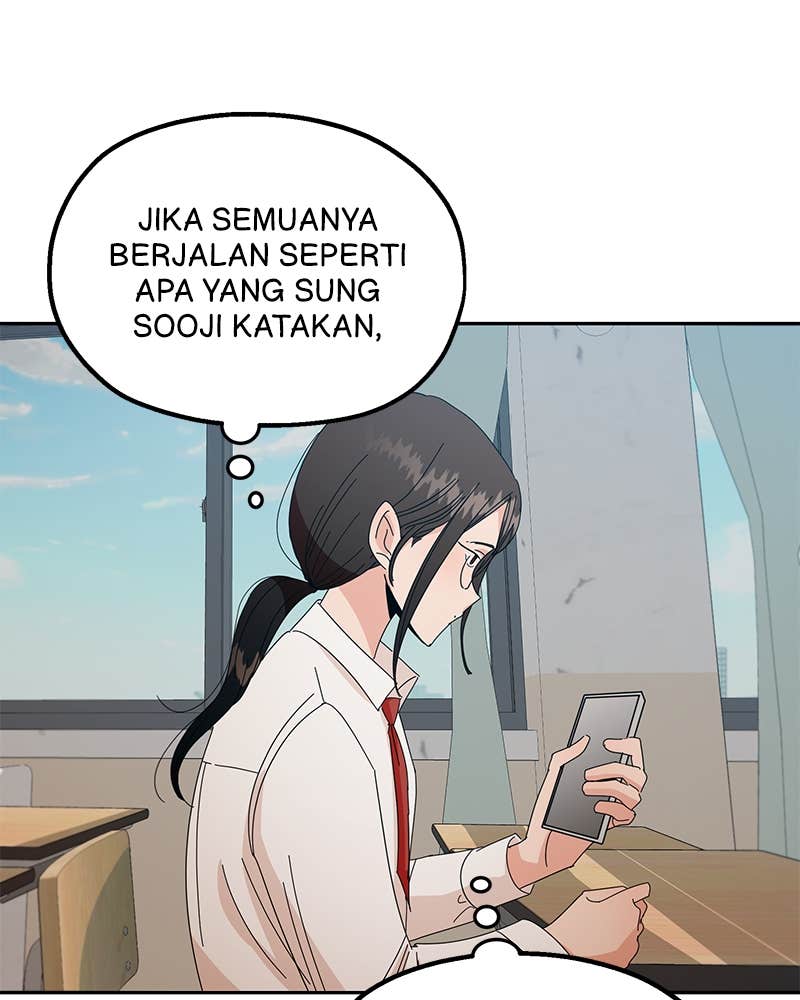 JIKA SEMUANYA
BERJALAN SEPERTI
APA YANG SUNG
SOOJI KATAKAN,